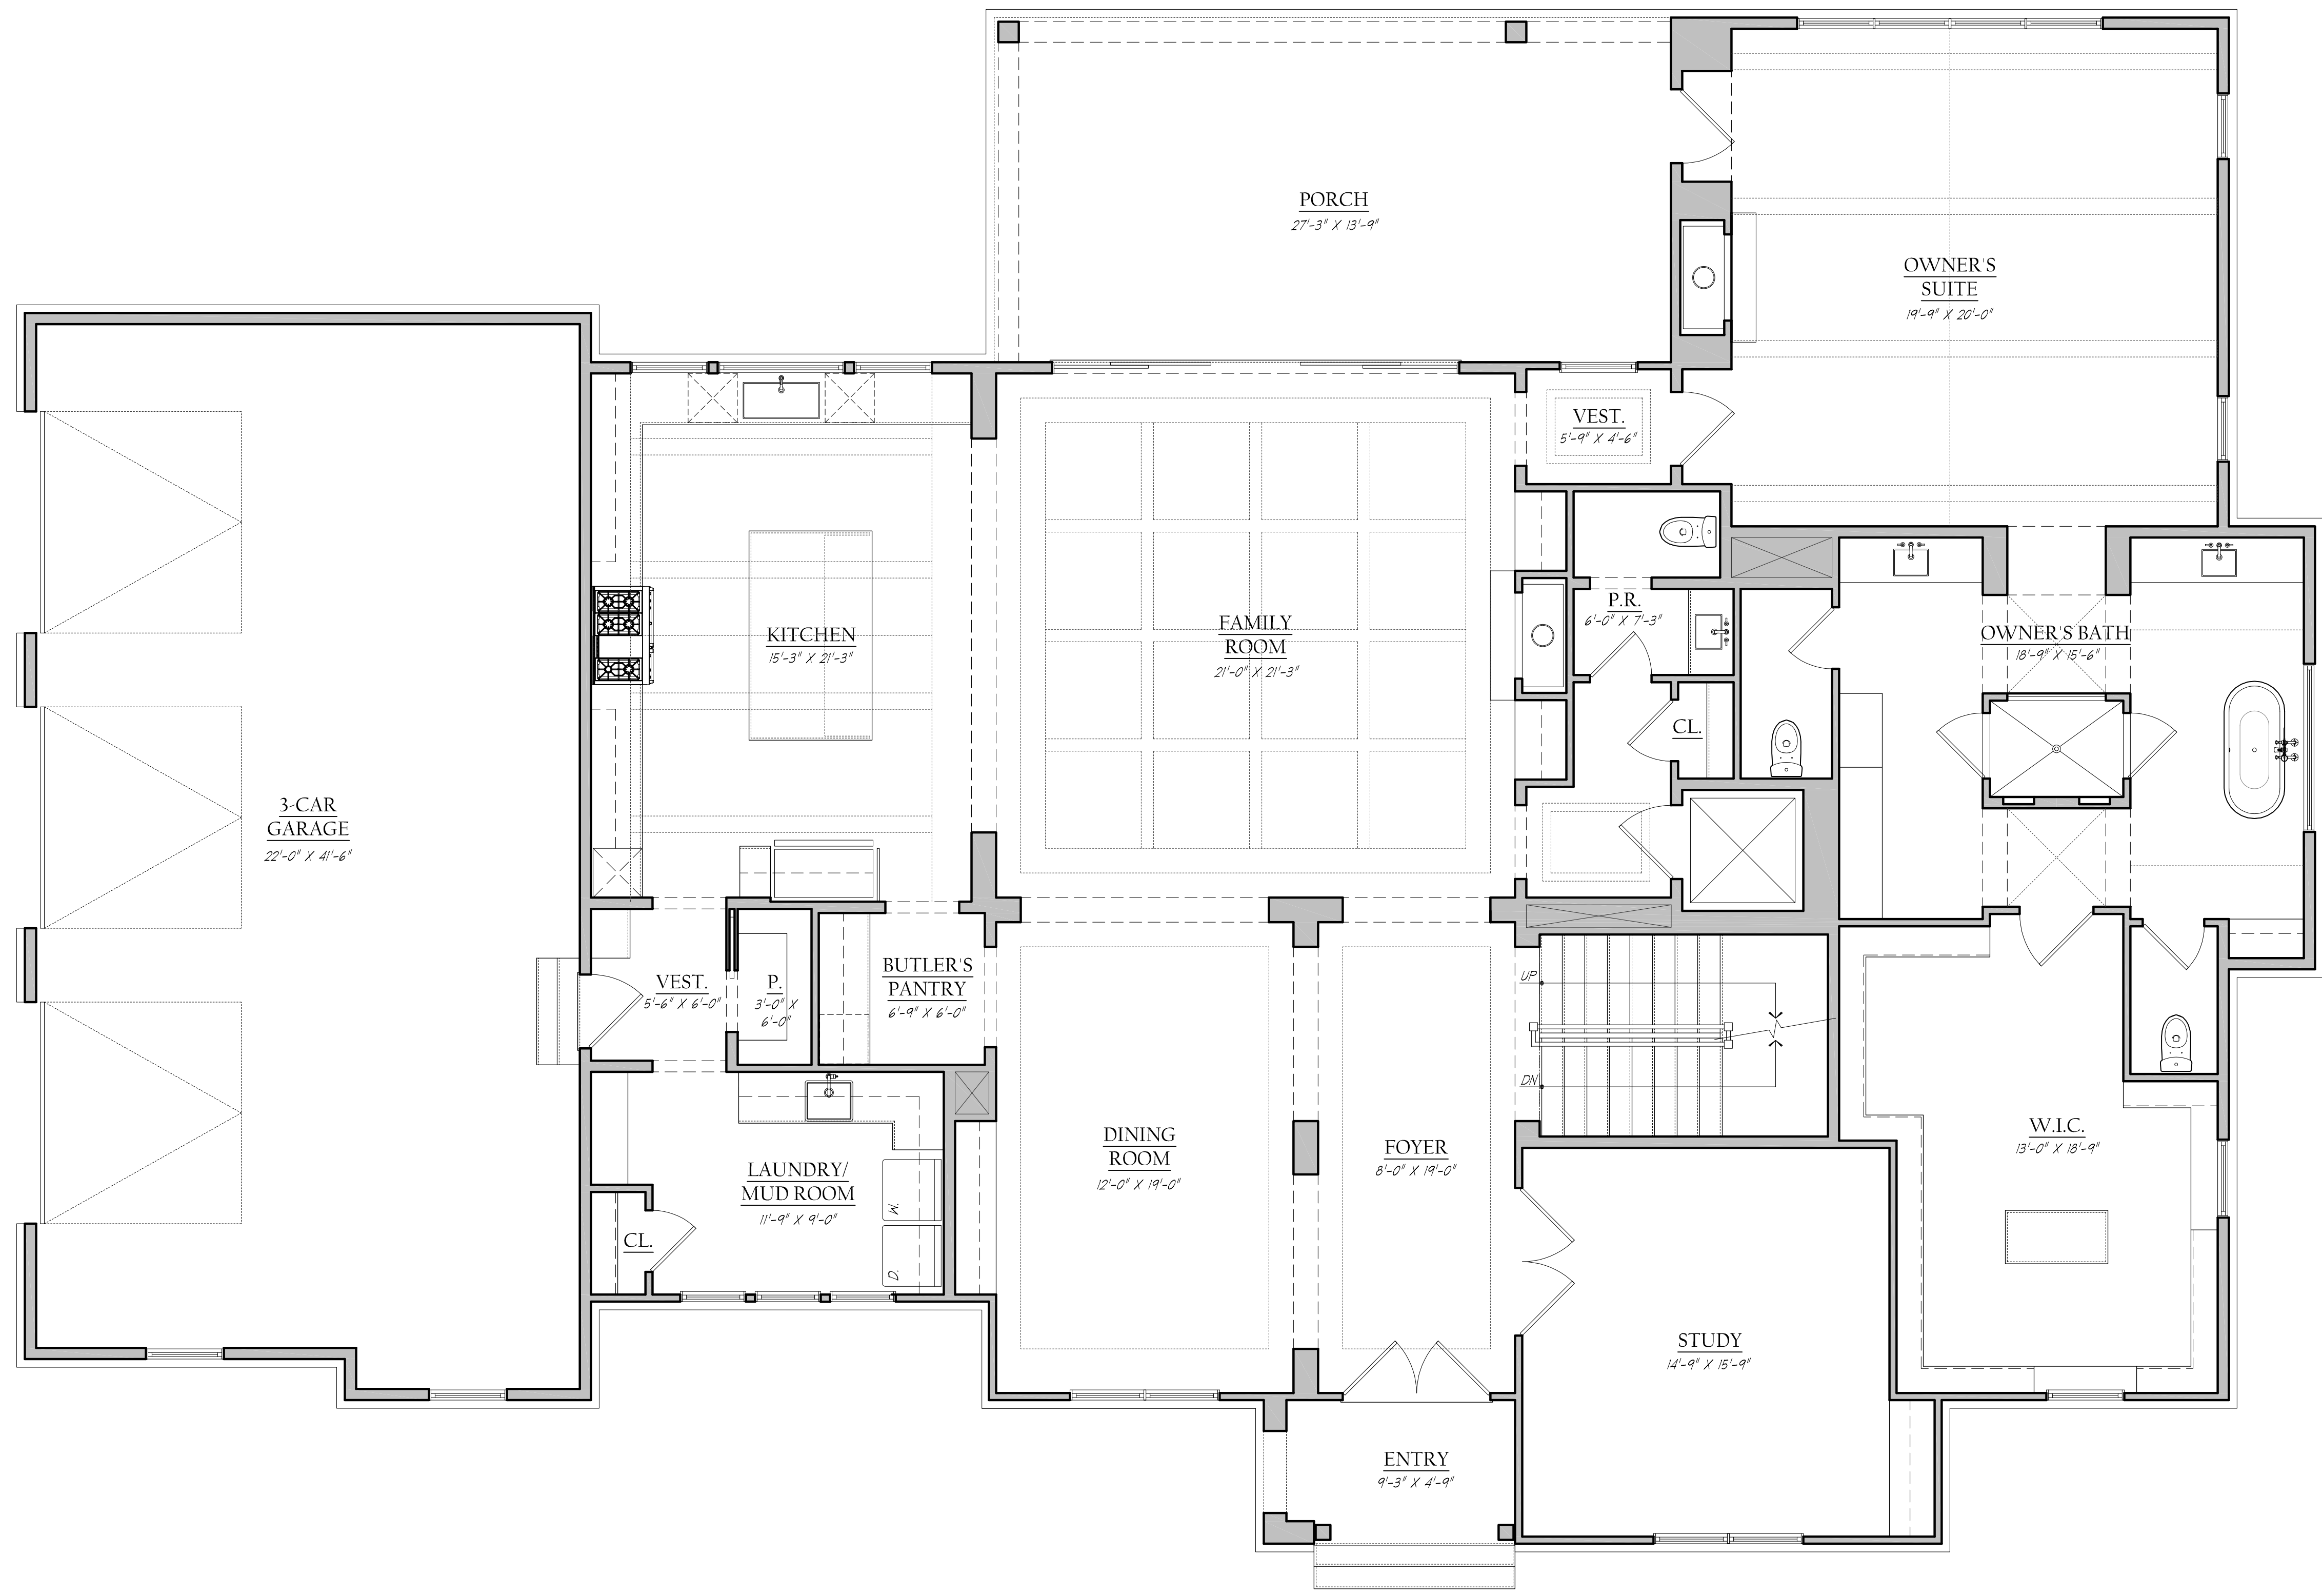 PORCH
27'-3" X 13'-9"
OWNER'S
SUITE
19'-9" X 20'-0"
VEST.
5'-9" X 4'-6"
P.R.
6'-0" X 7'-3"
KITCHEN
15'-3" X 21'-3"
FAMILY
ROOM
21'-0" X 21'-3"
OWNER'S BATH
18'-9" X 15'-6"
CL.
3-CAR
GARAGE
22'-0" X 41'-6"
VEST.
5'-6" X 6'-0"
P.
3'-0" X
6'-0"
BUTLER'S
PANTRY
6'-9" X 6'-0"
UP
DN
DINING
ROOM
12'-0" X 19'-0"
FOYER
8'-0" X 19'-0"
W.I.C.
13'-0" X 18'-9"
LAUNDRY/
MUD ROOM
11'-9" X 9'-0"
W.
D.
CL.
STUDY
14'-9" X 15'-9"
ENTRY
9'-3" X 4'-9"